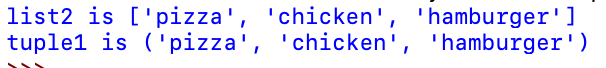 list2 is ['pizza', 'chicken', 'hamburger']
tuple1 is ('pizza', 'chicken', 'hamburger')
>>>